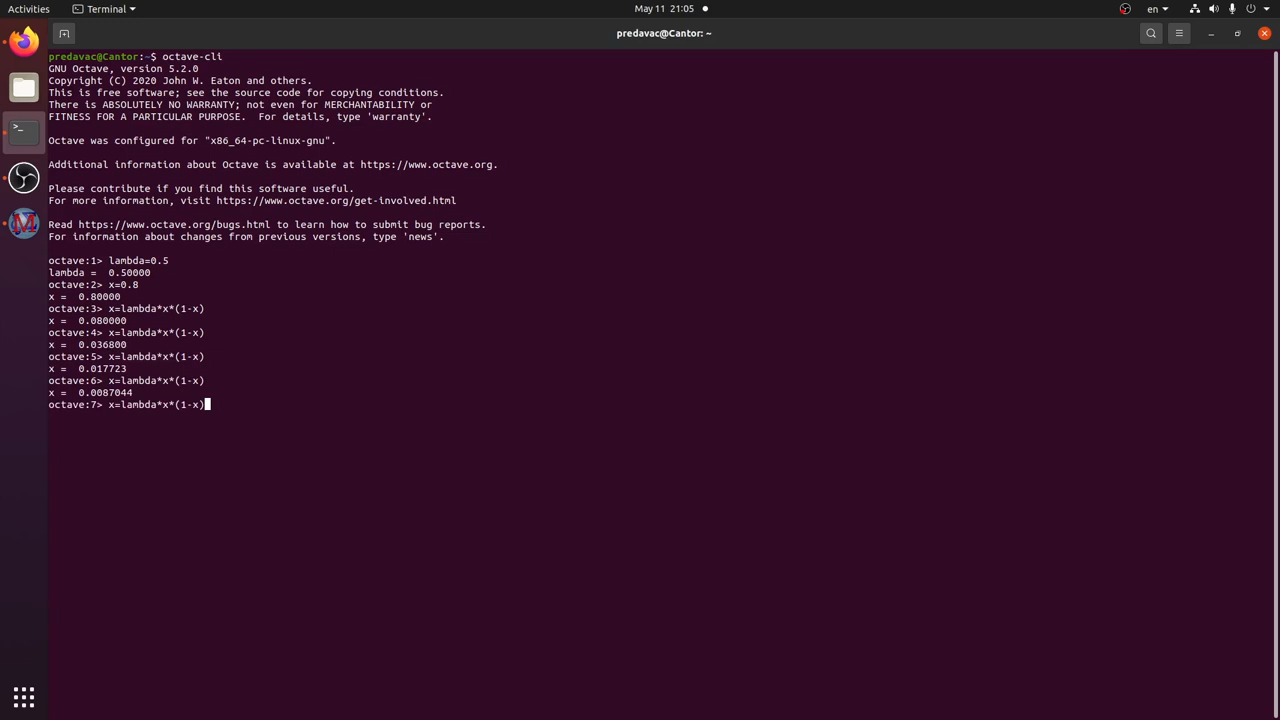 Activities
Terminal
May 11 21:05
en
predavac@Cantor: ~
predavac@Cantor:~$ octave-cli
GNU Octave, version 5.2.0
Copyright (C) 2020 John W. Eaton and others.
This is free software; see the source code for copying conditions.
There is ABSOLUTELY NO WARRANTY; not even for MERCHANTABILITY or
FITNESS FOR A PARTICULAR PURPOSE.  For details, type 'warranty'.
Octave was configured for "x86_64-pc-linux-gnu".
Additional information about Octave is available at https://www.octave.org.
Please contribute if you find this software useful.
For more information, visit https://www.octave.org/get-involved.html
Read https://www.octave.org/bugs.html to learn how to submit bug reports.
For information about changes from previous versions, type 'news'.
octave:1> lambda=0.5
lambda =  0.50000
octave:2> x=0.8
x =  0.80000
octave:3> x=lambda*x*(1-x)
x =  0.080000
octave:4> x=lambda*x*(1-x)
x =  0.036800
octave:5> x=lambda*x*(1-x)
x =  0.017723
octave:6> x=lambda*x*(1-x)
x =  0.0087044
octave:7> x=lambda*x*(1-x)